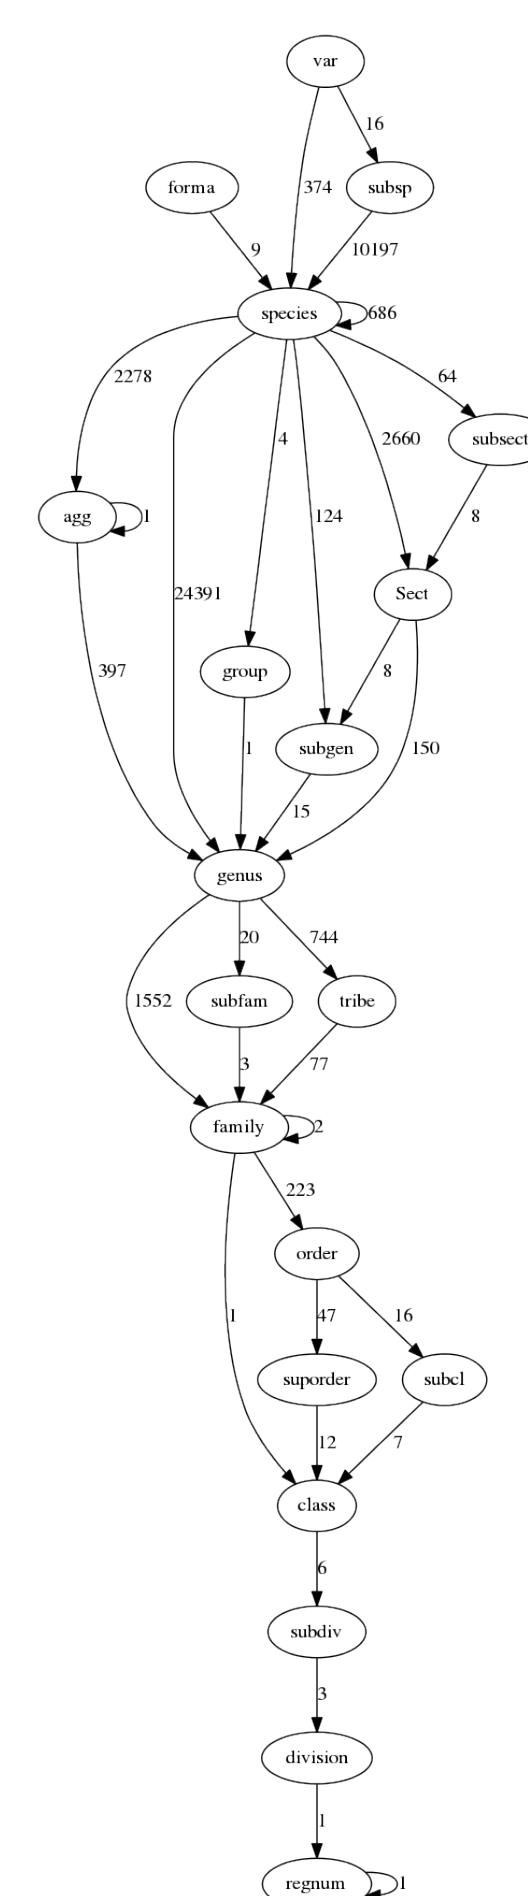 var
16
forma
374
subsp
9
10197
species
686
2278
64
4
2660
subsect
agg
1
124
8
24391
Sect
397
group
8
1
subgen
150
15
genus
20
744
1552
subfam
tribe
3
77
family
2
223
order
1
47
16
suporder
subcl
12
7
class
6
subdiv
3
division
1
regnum
1